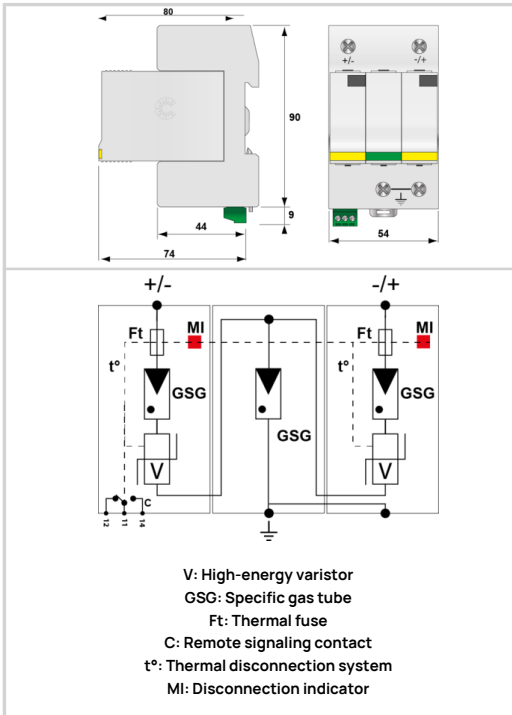 80
+/-
-/+
90
9
44
74
54
+/-
-/+
Ft
MI
Ft
MI
t°
t°
GSG
GSG
GSG
V
V
C
12
11
14
V: High-energy varistor
GSG: Specific gas tube
Ft: Thermal fuse
C: Remote signaling contact
t°: Thermal disconnection system
MI: Disconnection indicator